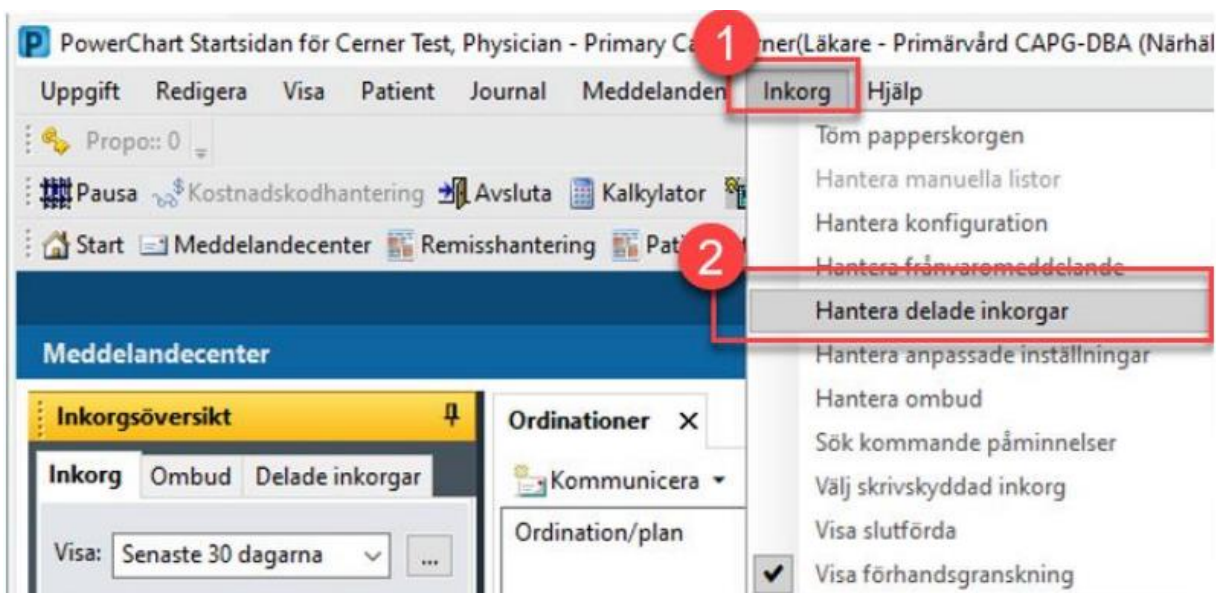 PowerChart Startsidan för Cerner Test, Physician - Primary Ca
rner(Läkare - Primärvård CAPG-DBA (Närhäl
1
Uppgift Redigera Visa Patient Journal Meddelanden Inkorg Hjälp
Propo:: 0
Pausa Kostnadskodhantering Avsluta Kalkylator
Start Meddelandecenter Remisshantering
Töm papperskorgen
Hantera manuella listor
Hantera konfiguration
2
Hantera frånvaromeddelande
Hantera delade inkorgar
Hantera anpassade inställningar
Hantera ombud
Sök kommande påminnelser
Välj skrivskyddad inkorg
Visa slutförda
Visa förhandsgranskning
Meddelandecenter
Inkorgsöversikt
Inkorg Ombud Delade inkorgar
Visa: Senaste 30 dagarna ...
Ordinationer X
Kommunicera
Ordination/plan